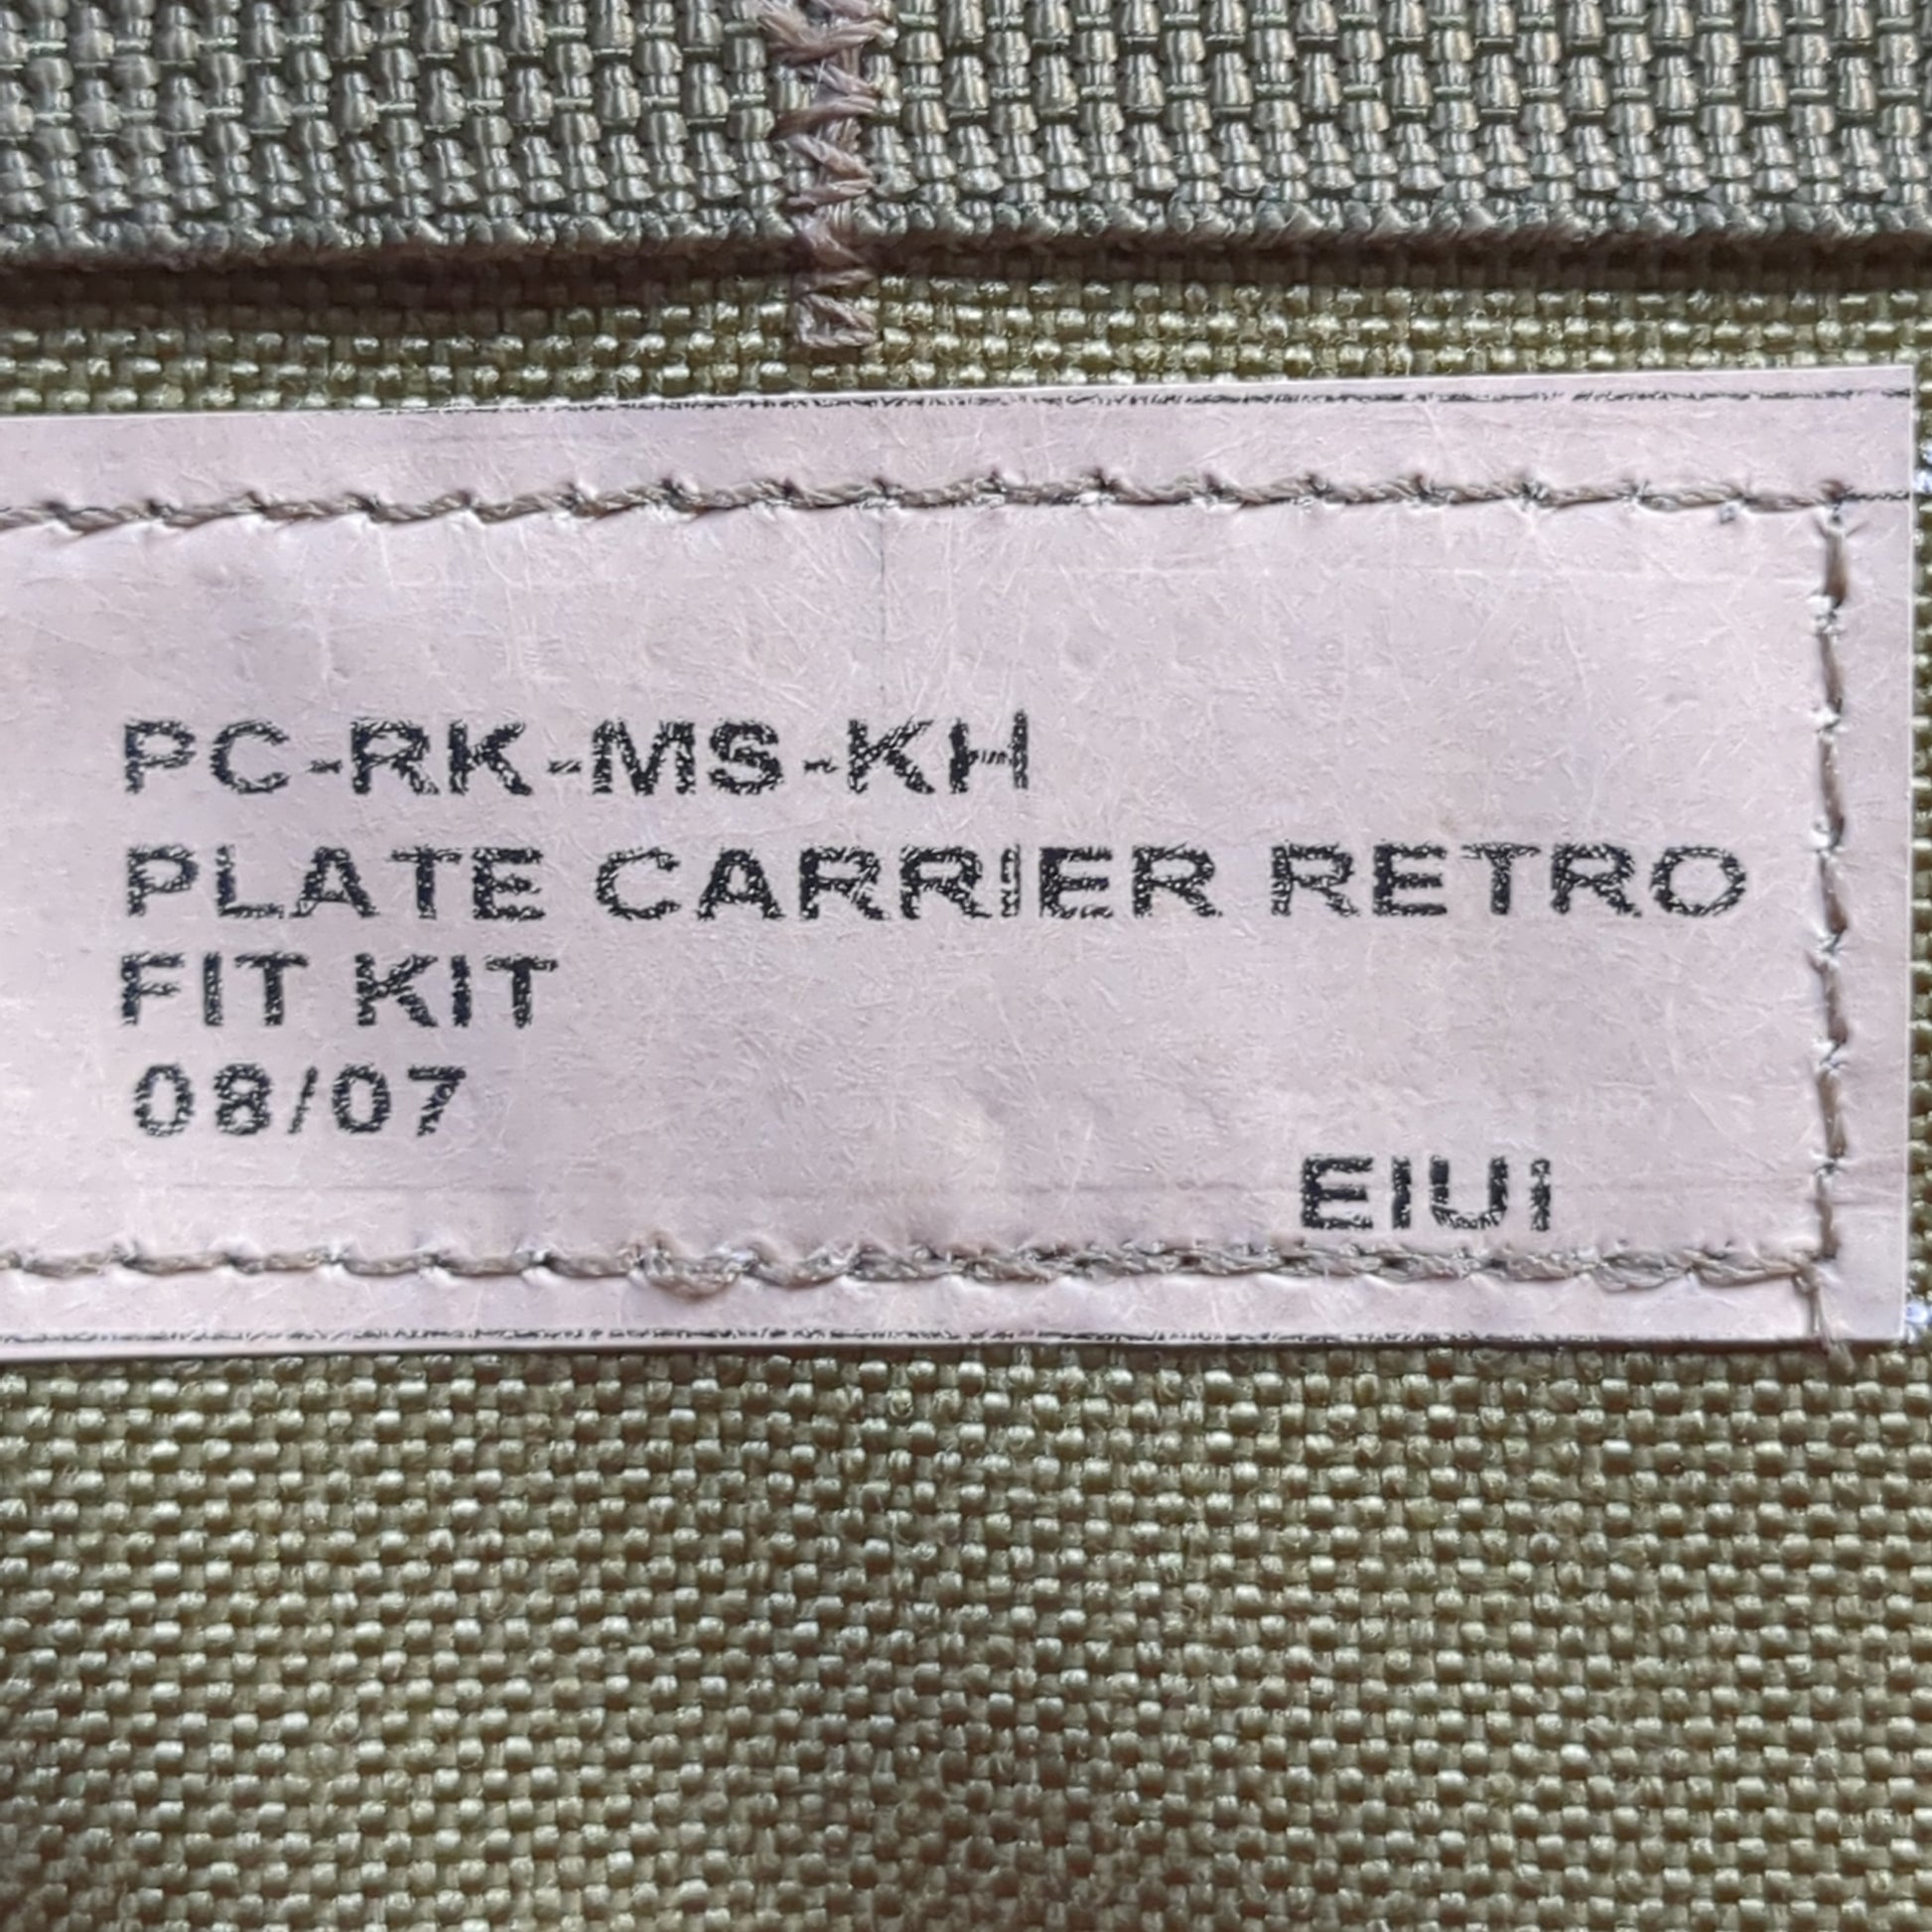 PC-RK-MS-KH
PLATE CARRIER RETRO
FIT KIT
08/07
EIUi